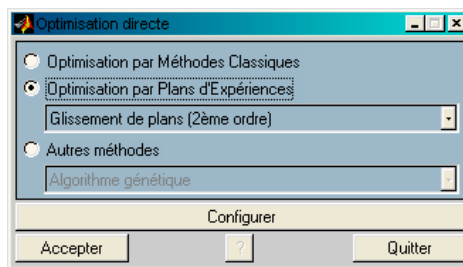 Optimisation directe
Optimisation par Méthodes Classiques
Optimisation par Plans d'Expériences
Glissement de plans (2ème ordre)
Autres méthodes
Algorithme génétique
Configurer
Accepter
?
Quitter